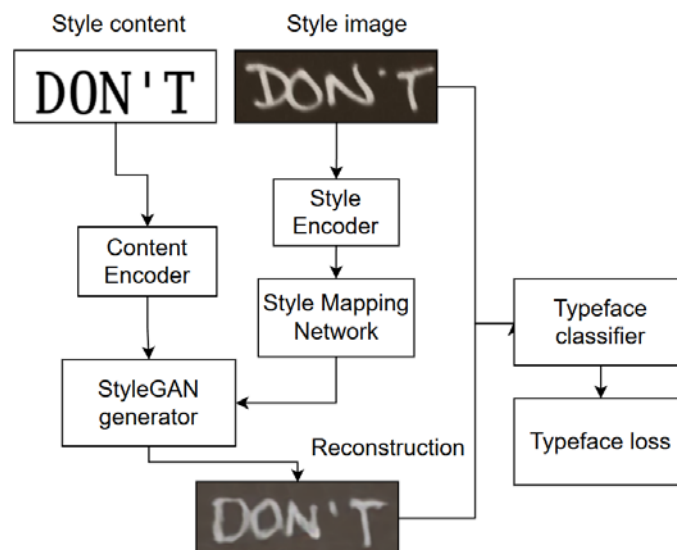 Style content
Style image
DON'T
DON'T
Style
Encoder
Content
Encoder
Style Mapping
Network
Typeface
classifier
StyleGAN
generator
Typeface loss
Reconstruction
DON'T